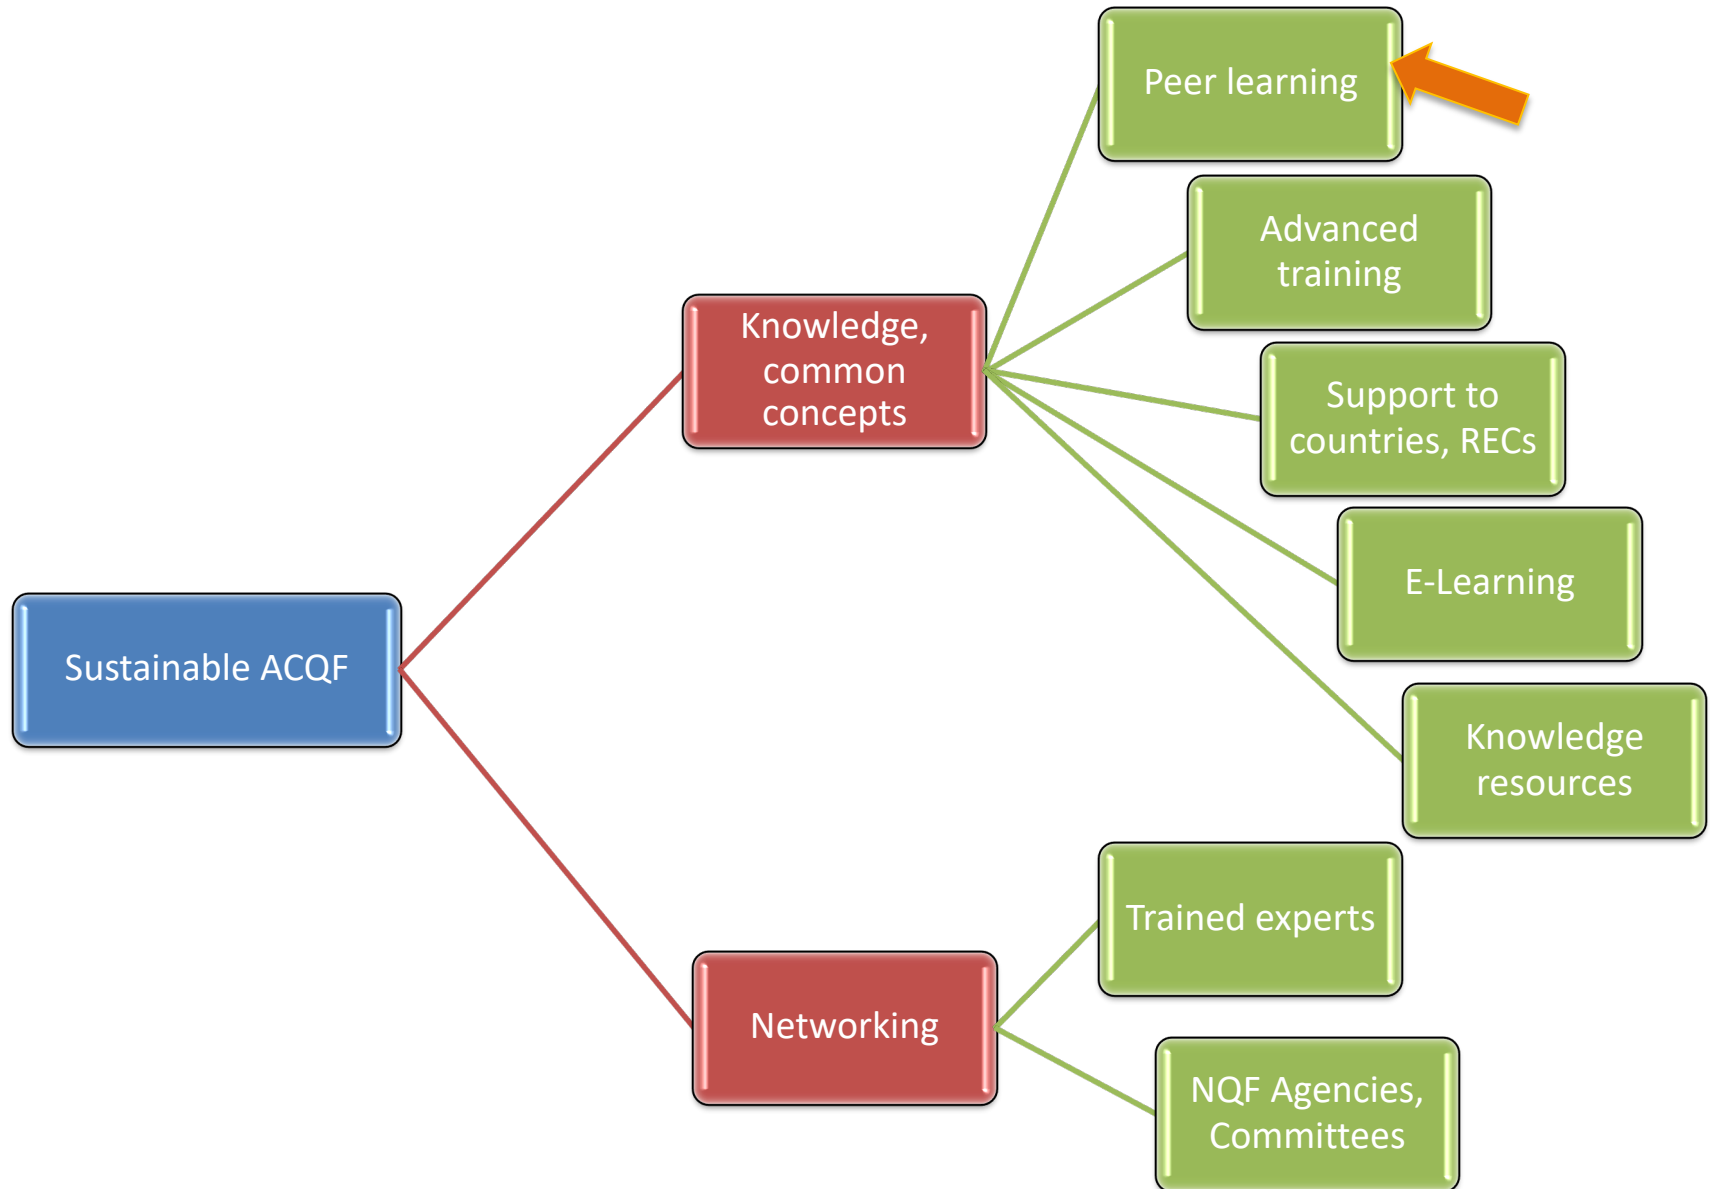 Peer learning
Advanced
training
Knowledge,
common
concepts
Support to
countries, RECs
E-Learning
Sustainable ACQF
Knowledge
resources
Trained experts
Networking
NQF Agencies,
Committees